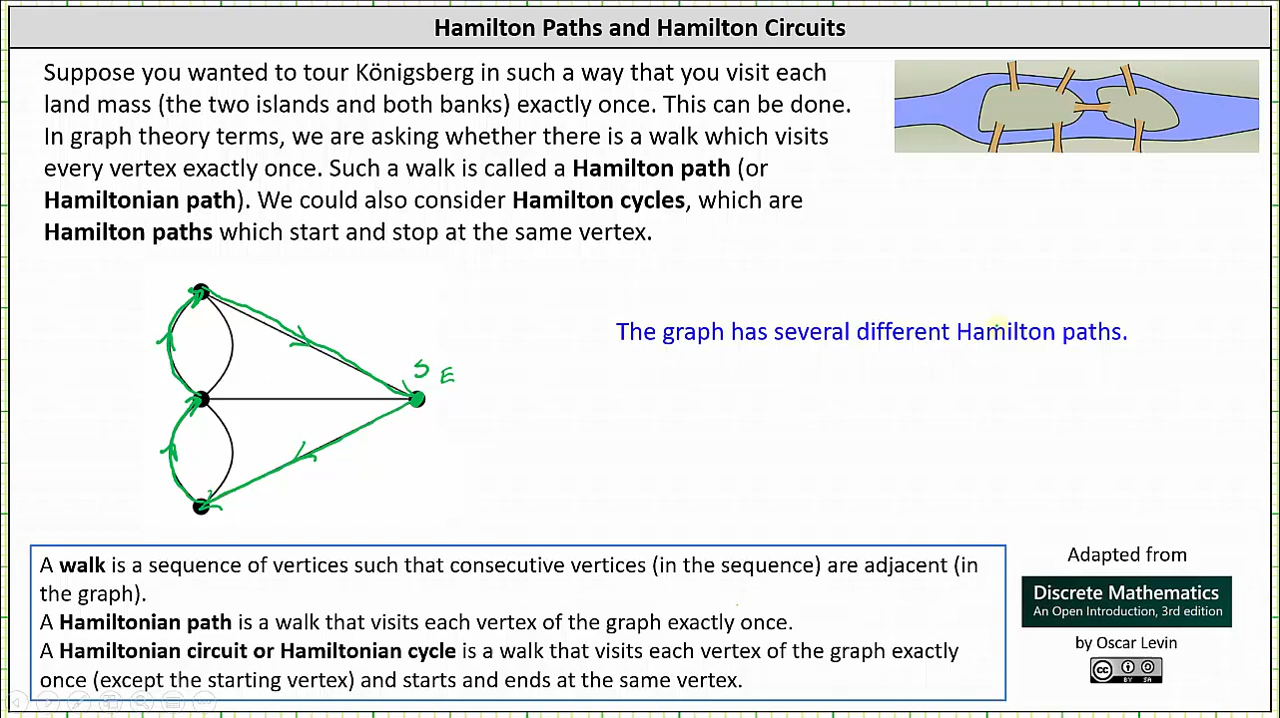 Hamilton Paths and Hamilton Circuits
Suppose you wanted to tour Königsberg in such a way that you visit each
land mass (the two islands and both banks) exactly once. This can be done.
In graph theory terms, we are asking whether there is a walk which visits
every vertex exactly once. Such a walk is called a Hamilton path (or
Hamiltonian path). We could also consider Hamilton cycles, which are
Hamilton paths which start and stop at the same vertex.
The graph has several different Hamilton paths.
S E
A walk is a sequence of vertices such that consecutive vertices (in the sequence) are adjacent (in
the graph).
A Hamiltonian path is a walk that visits each vertex of the graph exactly once.
A Hamiltonian circuit or Hamiltonian cycle is a walk that visits each vertex of the graph exactly
once (except the starting vertex) and starts and ends at the same vertex.
Adapted from
Discrete Mathematics
An Open Introduction, 3rd edition
by Oscar Levin
cc BY SA